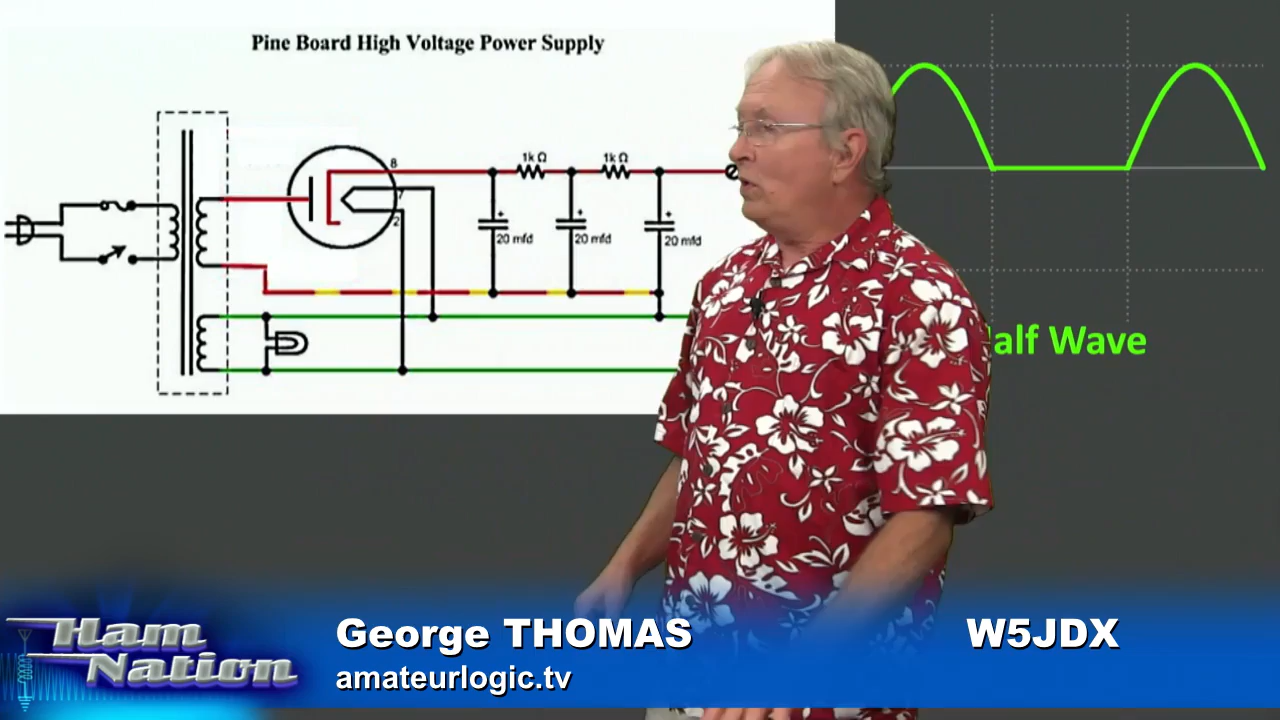 Pine Board High Voltage Power Supply
8
1k Ω
1k Ω
7
2
+
20 mfd
+
20 mfd
+
20 mfd
alf Wave
Ham
Nation
George THOMAS
W5JDX
amateurlogic.tv